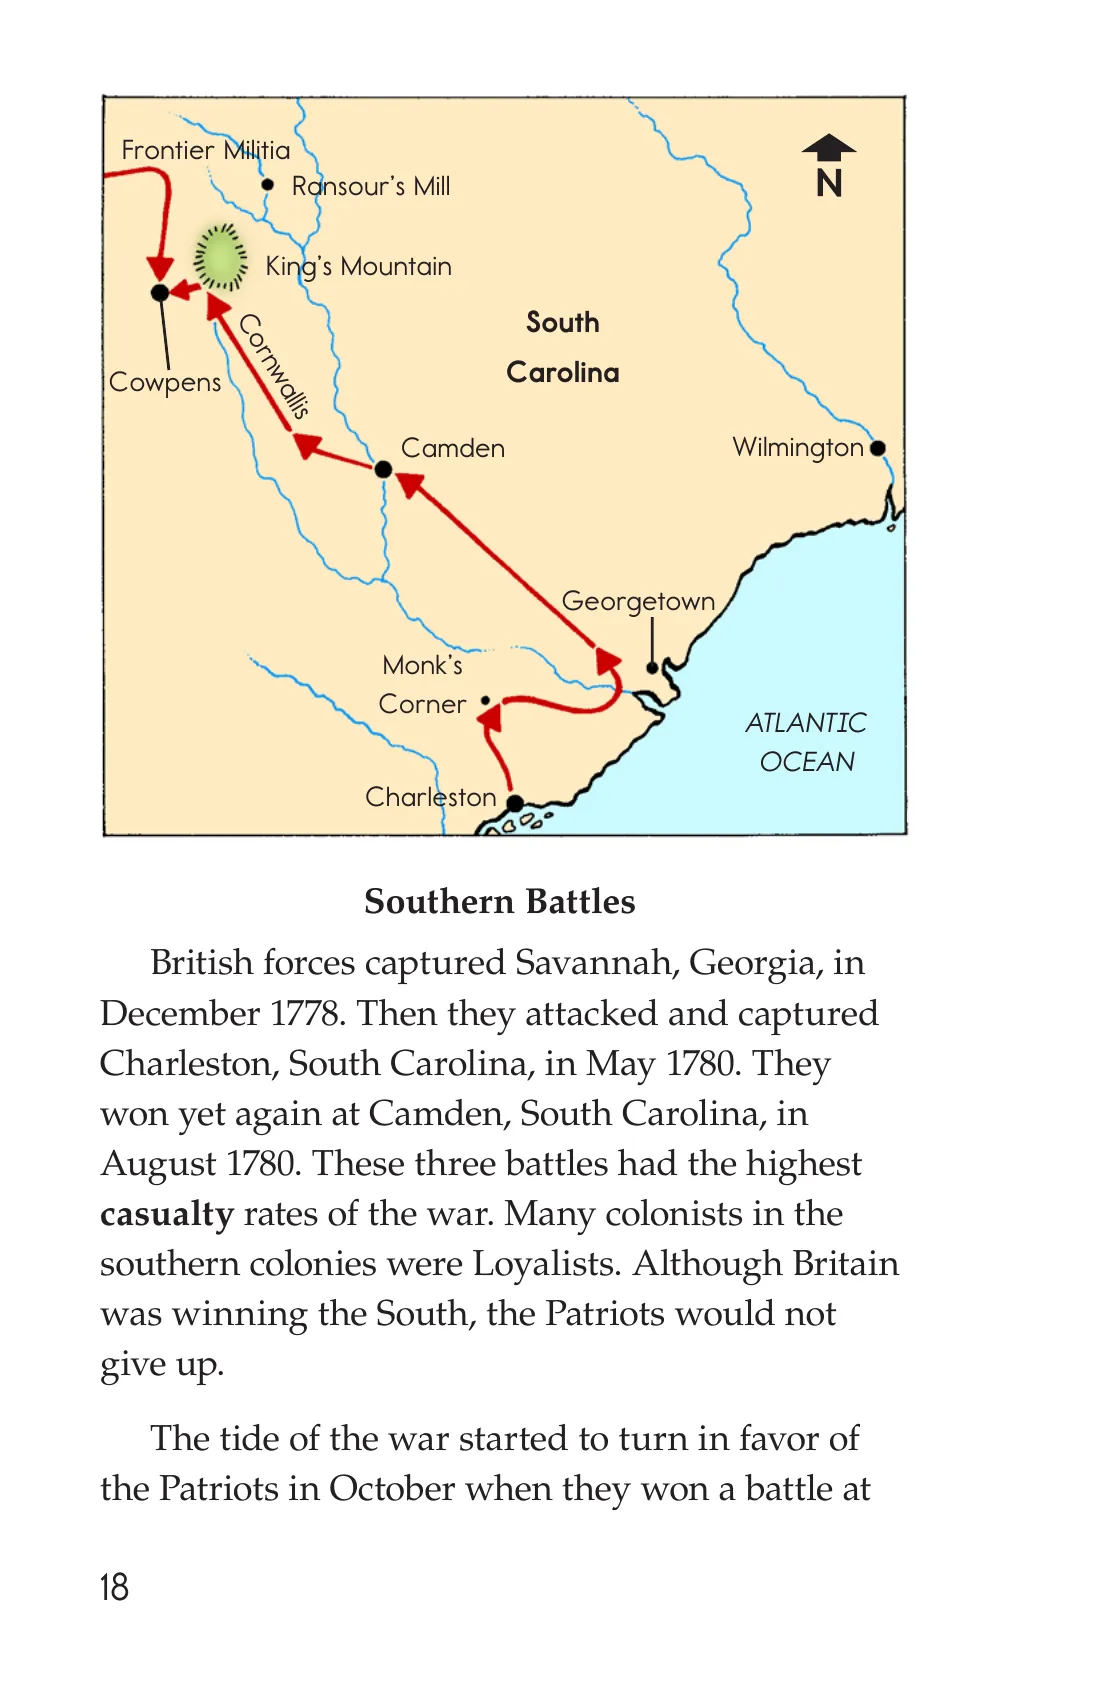 Frontier Militia
Ransour's Mill
N
King's Mountain
South
Carolina
Cornwallis
Cowpens
Camden
Wilmington
Georgetown
Monk's
Corner
ATLANTIC
OCEAN
Charleston
Southern Battles
British forces captured Savannah, Georgia, in
December 1778. Then they attacked and captured
Charleston, South Carolina, in May 1780. They
won yet again at Camden, South Carolina, in
August 1780. These three battles had the highest
casualty rates of the war. Many colonists in the
southern colonies were Loyalists. Although Britain
was winning the South, the Patriots would not
give up.
The tide of the war started to turn in favor of
the Patriots in October when they won a battle at
18